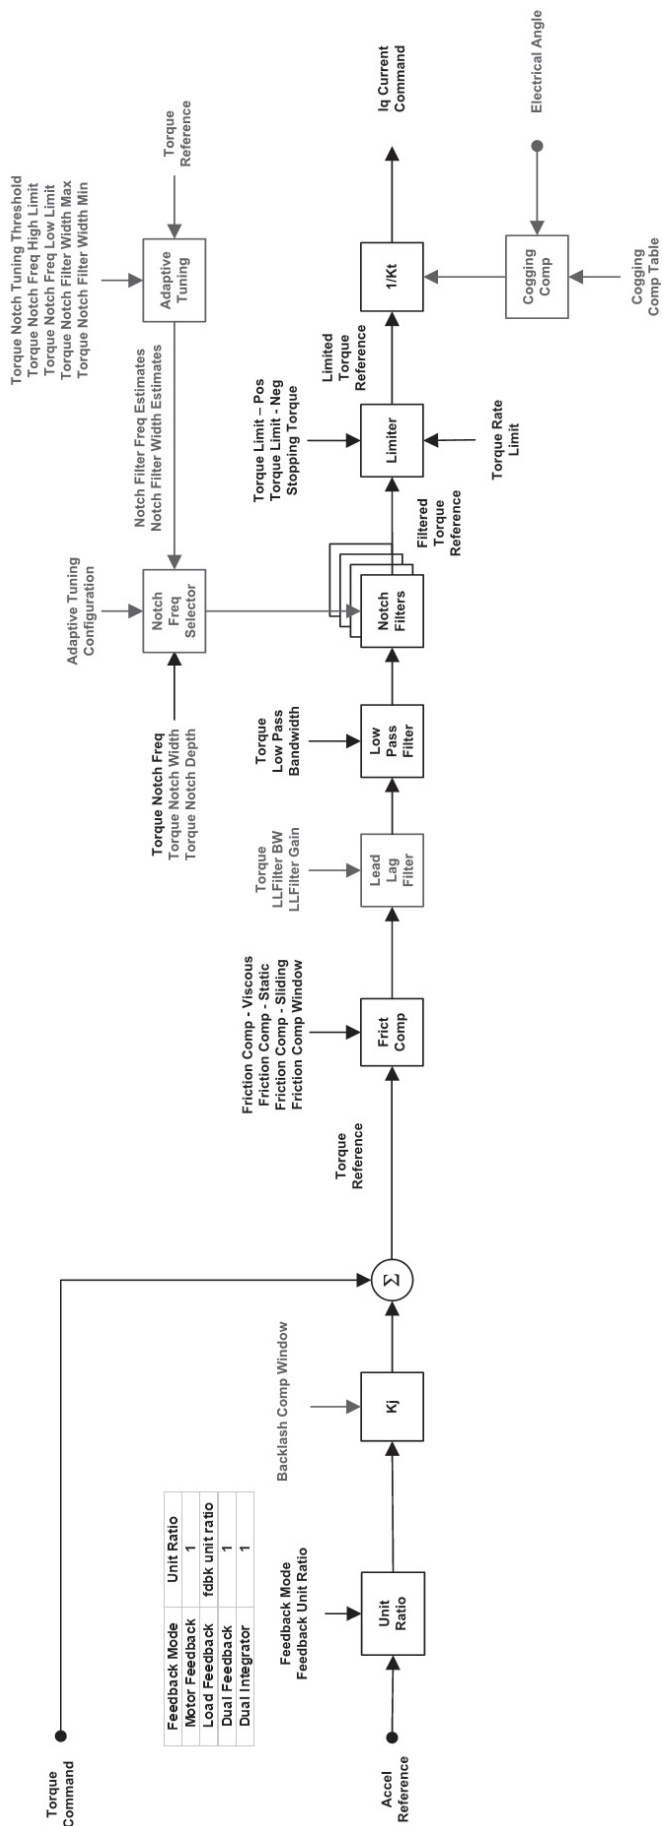 Torque
Command
Accel
Reference
Feedback Mode Unit Ratio
Motor Feedback 1
Load Feedback fdbk unit ratio
Dual Feedback 1
Dual Integrator 1
Feedback Mode
Feedback Unit Ratio
Unit
Ratio
Backlash Comp Window
Kj
Σ
Torque
Reference
Friction Comp - Viscous
Friction Comp - Static
Friction Comp - Sliding
Friction Comp Window
Frict
Comp
Torque
LLFilter BW
LLFilter Gain
Lead
Lag
Filter
Torque
Low Pass
Bandwidth
Low
Pass
Filter
Torque Notch Freq
Torque Notch Width
Torque Notch Depth
Adaptive Tuning
Configuration
Notch
Freq
Selector
Notch
Filters
Notch Filter Freq Estimates
Notch Filter Width Estimates
Filtered
Torque
Reference
Torque Notch Tuning Threshold
Torque Notch Freq High Limit
Torque Notch Freq Low Limit
Torque Notch Filter Width Max
Torque Notch Filter Width Min
Adaptive
Tuning
Torque
Reference
Torque Limit – Pos
Torque Limit - Neg
Stopping Torque
Limiter
Torque Rate
Limit
Limited
Torque
Reference
1/Kt
Iq Current
Command
Cogging
Comp
Electrical Angle
Cogging
Comp Table